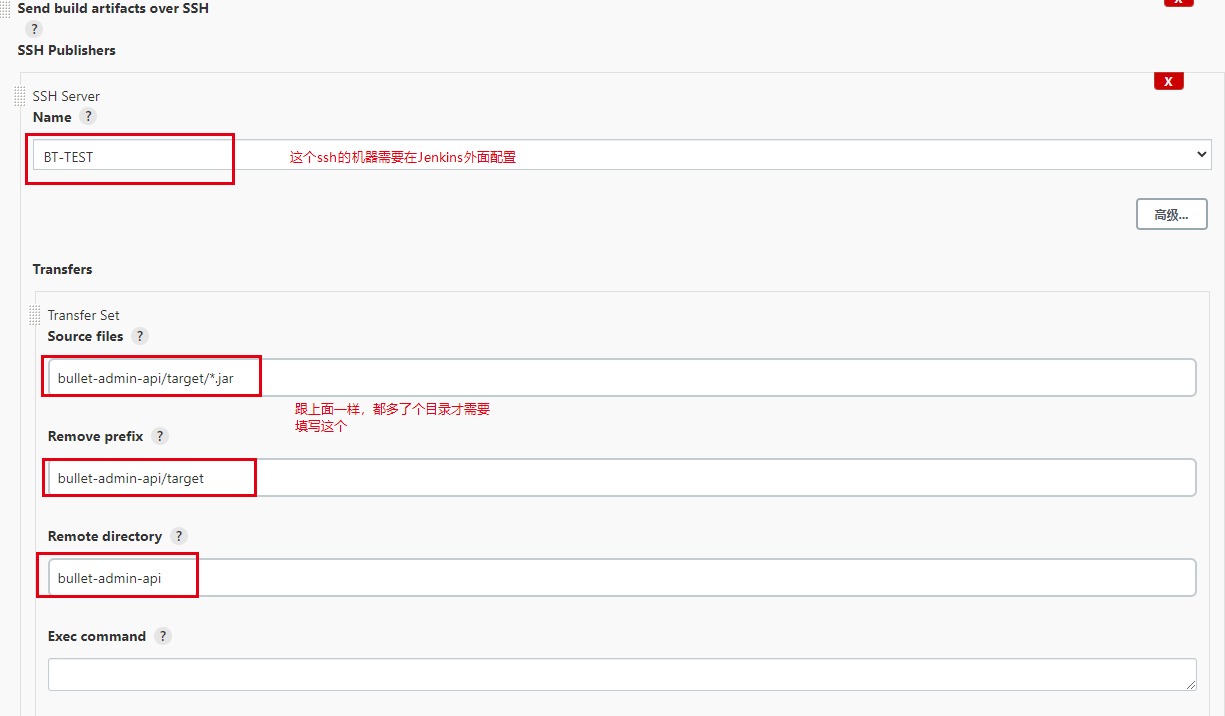 Send build artifacts over SSH
X
?
SSH Publishers
X
SSH Server
Name ?
BT-TEST 这个ssh的机器需要在Jenkins外面配置
高级...
Transfers
Transfer Set
Source files ?
bullet-admin-api/target/*.jar
跟上面一样，都多了个目录才需要
填写这个
Remove prefix ?
bullet-admin-api/target
Remote directory ?
bullet-admin-api
Exec command ?